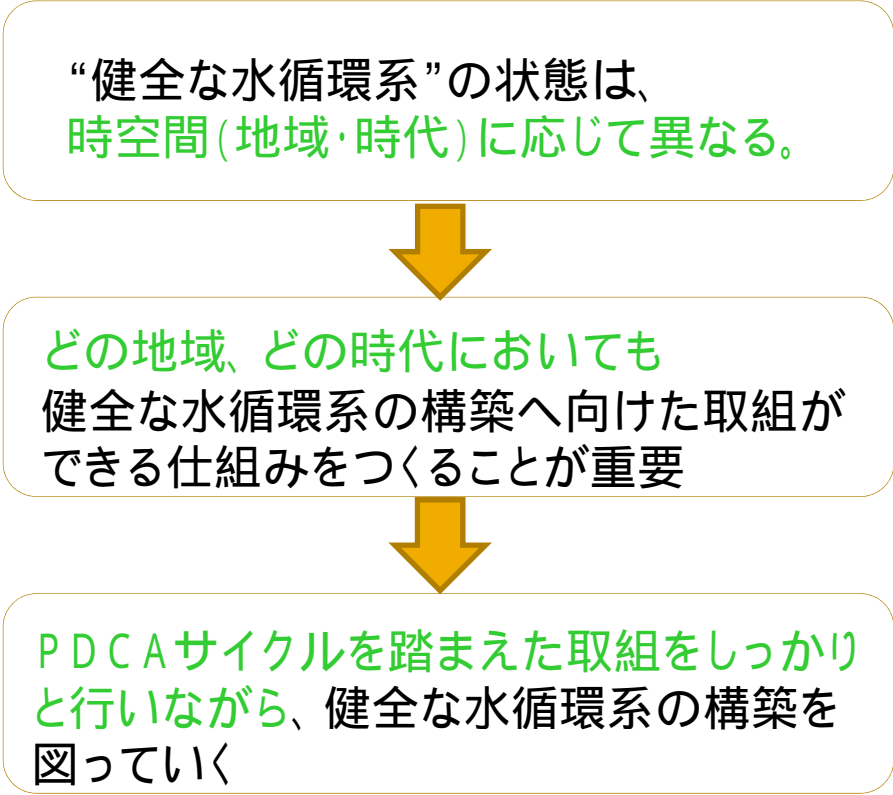 “健全な水循環系”の状態は、
時空間(地域・時代)に応じて異なる。
どの地域、どの時代においても
健全な水循環系の構築へ向けた取組が
できる仕組みをつくることが重要
PDCAサイクルを踏まえた取組をしっかり
と行いながら、健全な水循環系の構築を
図っていく